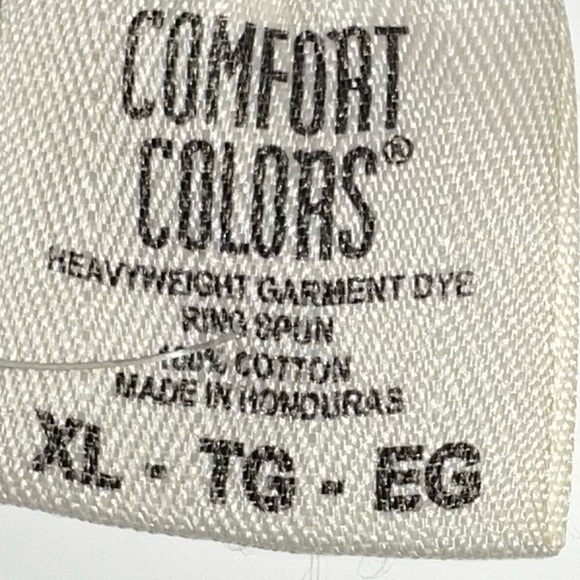 COMFORT
COLORS®
HEAVYWEIGHT GARMENT DYE
RING SPUN
100% COTTON
MADE IN HONDURAS
XL - TG - EG